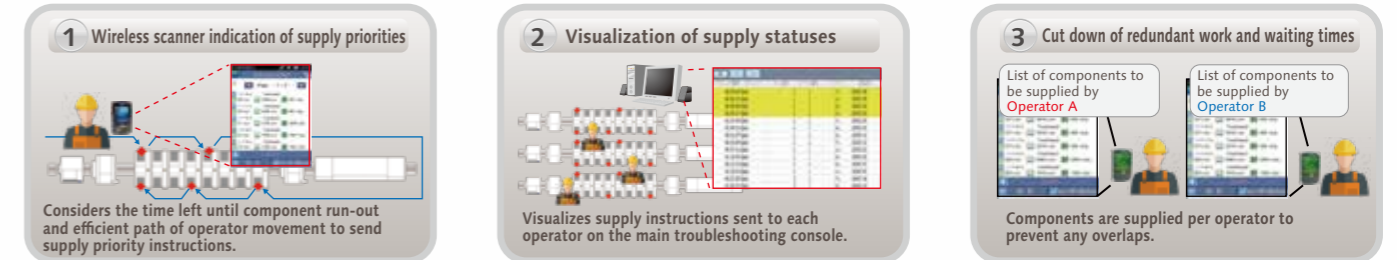 1 Wireless scanner indication of supply priorities
Considers the time left until component run-out
and efficient path of operator movement to send
supply priority instructions.
2 Visualization of supply statuses
Visualizes supply instructions sent to each
operator on the main troubleshooting console.
3 Cut down of redundant work and waiting times
List of components to
be supplied by
Operator A
List of components to
be supplied by
Operator B
Components are supplied per operator to
prevent any overlaps.